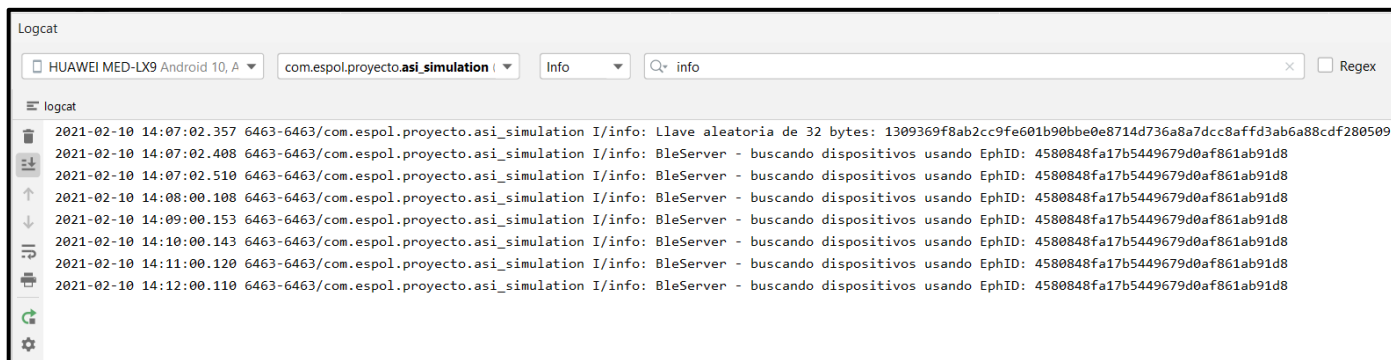 Logcat
HUAWEI MED-LX9 Android 10, A
com.espol.proyecto.asi_simulation (
Info
info
Regex
logcat
2021-02-10 14:07:02.357 6463-6463/com.espol.proyecto.asi_simulation I/info: Llave aleatoria de 32 bytes: 1309369f8ab2cc9fe601b90bbe0e8714d736a8a7dcc8affd3ab6a88cdf280509
2021-02-10 14:07:02.408 6463-6463/com.espol.proyecto.asi_simulation I/info: BleServer - buscando dispositivos usando EphID: 4580848fa17b5449679d0af861ab91d8
2021-02-10 14:07:02.510 6463-6463/com.espol.proyecto.asi_simulation I/info: BleServer - buscando dispositivos usando EphID: 4580848fa17b5449679d0af861ab91d8
2021-02-10 14:08:00.108 6463-6463/com.espol.proyecto.asi_simulation I/info: BleServer - buscando dispositivos usando EphID: 4580848fa17b5449679d0af861ab91d8
2021-02-10 14:09:00.153 6463-6463/com.espol.proyecto.asi_simulation I/info: BleServer - buscando dispositivos usando EphID: 4580848fa17b5449679d0af861ab91d8
2021-02-10 14:10:00.143 6463-6463/com.espol.proyecto.asi_simulation I/info: BleServer - buscando dispositivos usando EphID: 4580848fa17b5449679d0af861ab91d8
2021-02-10 14:11:00.120 6463-6463/com.espol.proyecto.asi_simulation I/info: BleServer - buscando dispositivos usando EphID: 4580848fa17b5449679d0af861ab91d8
2021-02-10 14:12:00.110 6463-6463/com.espol.proyecto.asi_simulation I/info: BleServer - buscando dispositivos usando EphID: 4580848fa17b5449679d0af861ab91d8